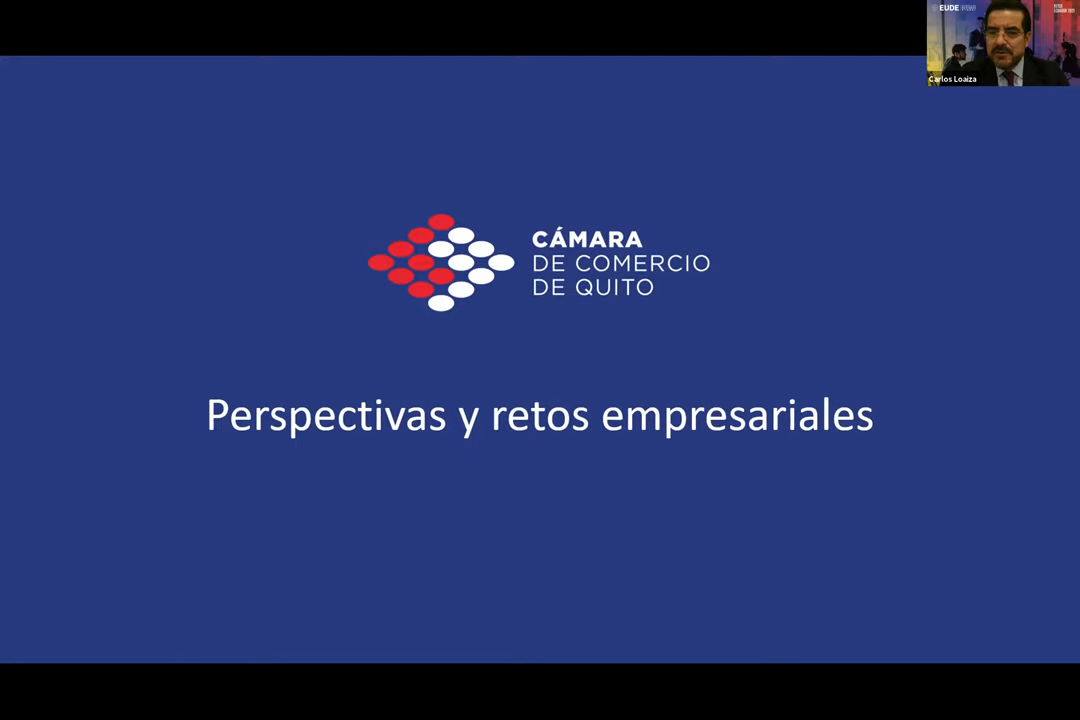 EUDE
Carlos Loaiza
CÁMARA
DE COMERCIO
DE QUITO
Perspectivas y retos empresariales